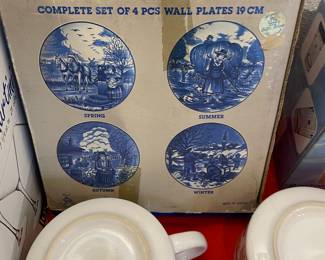 COMPLETE SET OF 4 PCS WALL PLATES 19 CM
SPRING
SUMMER
AUTUMN
WINTER